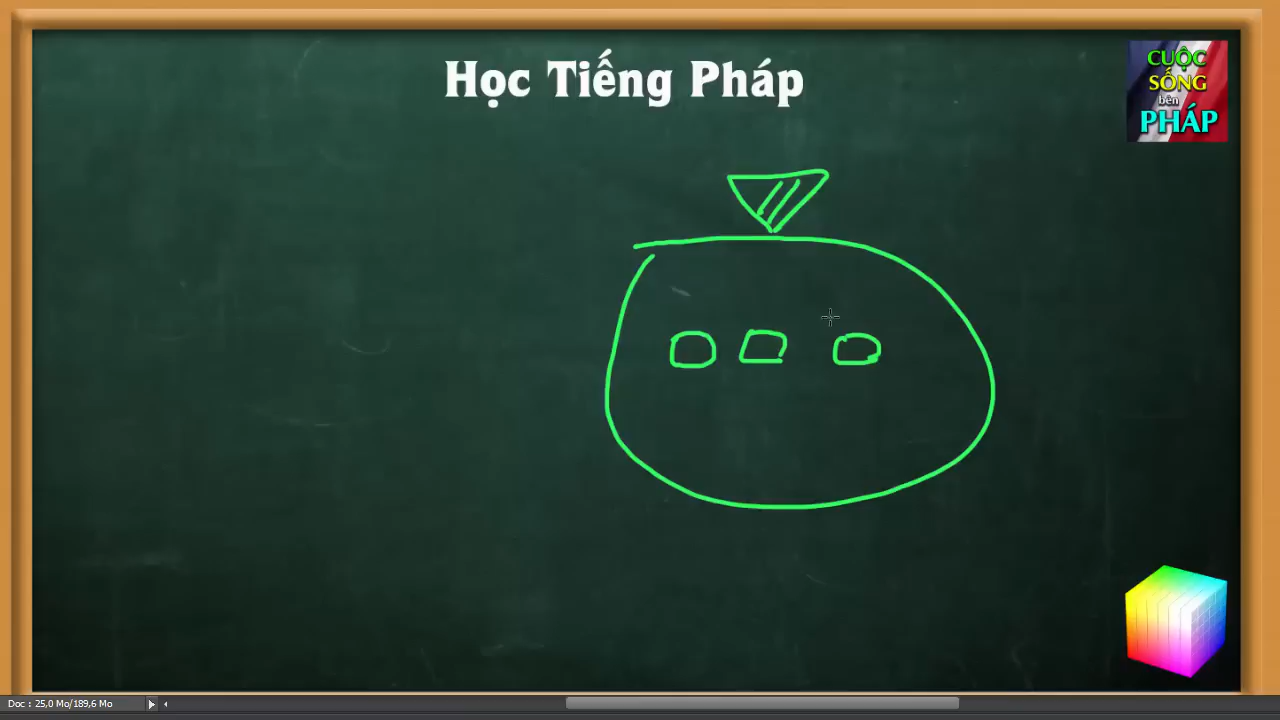 Học Tiếng Pháp
CUỘC
SỐNG
bên
PHÁP
Doc : 25,0 Mo/189,6 Mo